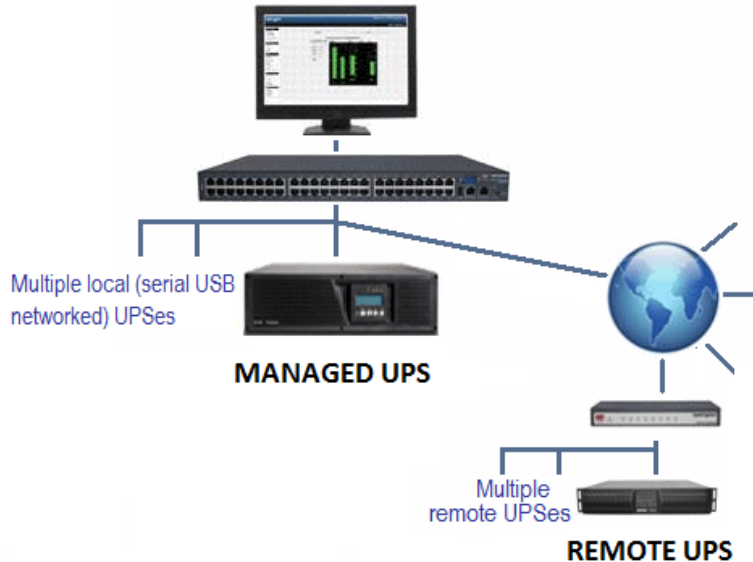 Multiple local (serial USB
networked) UPSes
MANAGED UPS
Multiple
remote UPSes
REMOTE UPS